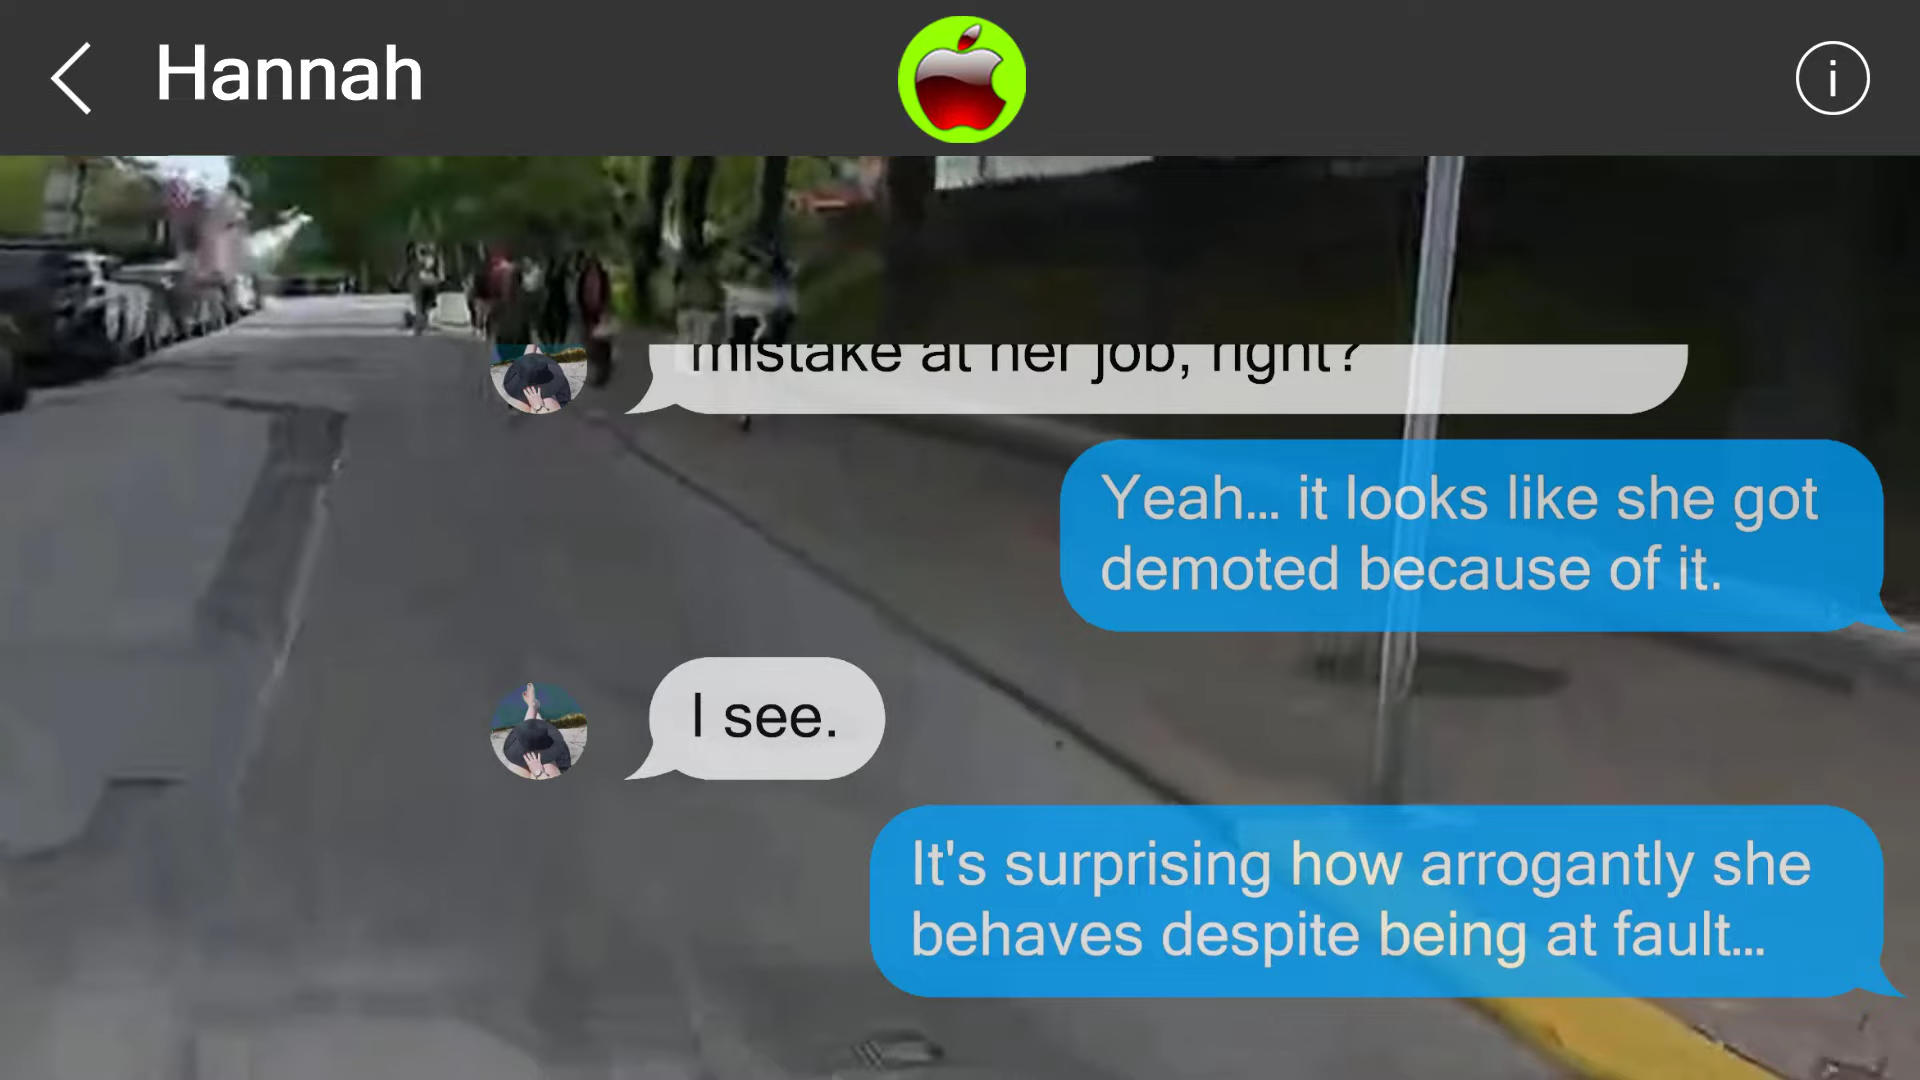 Hannah
i
mistake at her job, right?
Yeah... it looks like she got
demoted because of it.
I see.
It's surprising how arrogantly she
behaves despite being at fault...